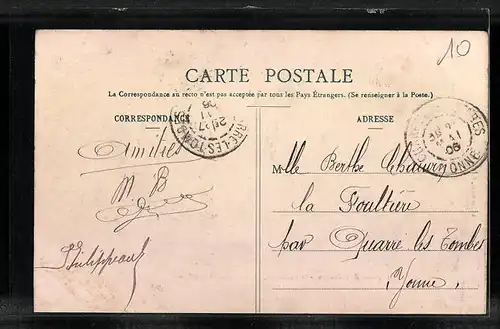 10
CARTE POSTALE
La Correspondance au recto n'est pas acceptée par tous les Pays Étrangers. (Se renseigner à la Poste.)
CORRESPONDANCE
ADRESSE
Amitiés
M B
Philippeau
Mlle Berthe
la
par Quarré les Tombes
Yonne.